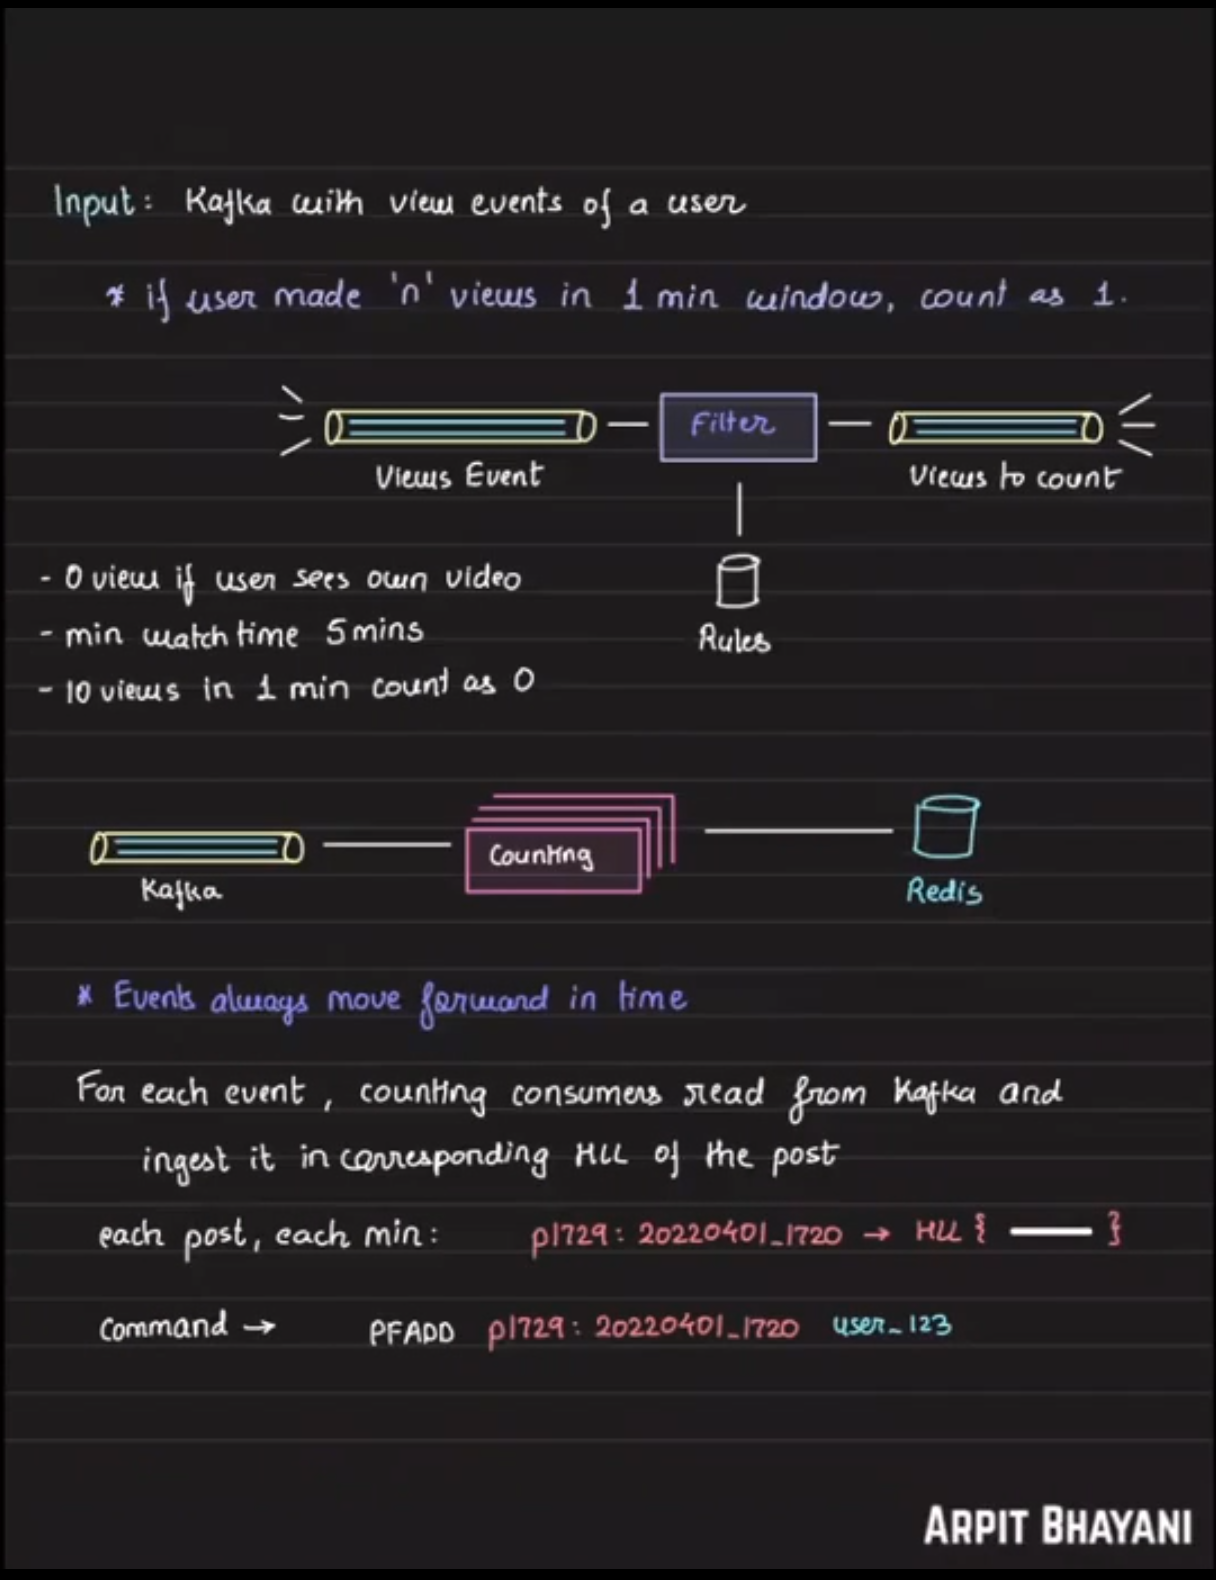 Input: Kafka with view events of a user
* if user made 'n' views in 1 min window, count as 1.
Filter
Views Event
Views to count
- 0 view if user sees own video
- min watch time 5 mins
- 10 views in 1 min count as 0
Rules
Counting
Kafka
Redis
* Events always move forward in time
For each event, counting consumers read from Kafka and
ingest it in corresponding HLL of the post
each post, each min: p1729: 20220401_1720 → HLL { }
Command → PFADD p1729: 20220401_1720 user_123
ARPIT BHAYANI